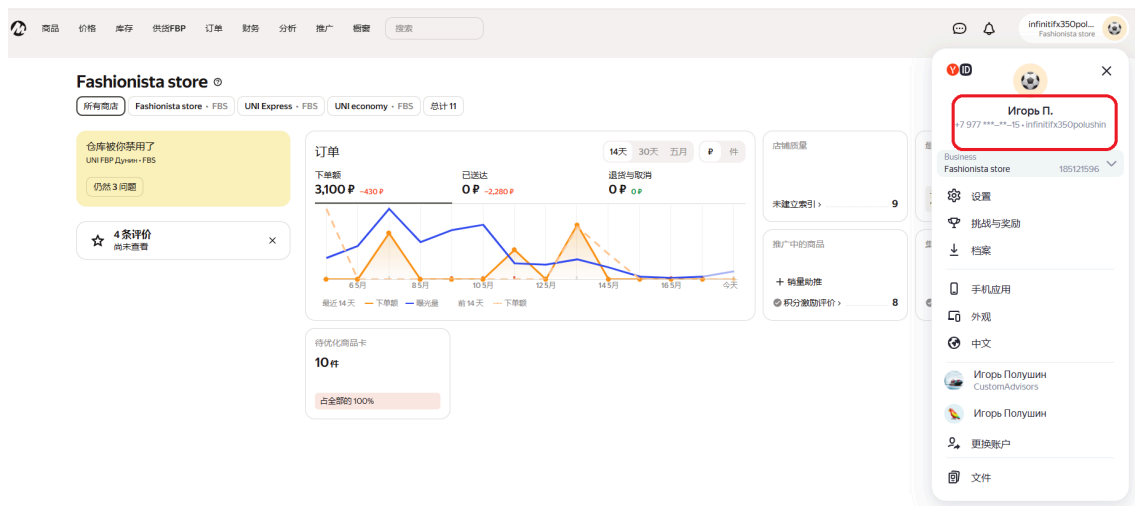 商品 价格 库存 供货FBP 订单 财务 分析 推广 橱窗 搜索
infinitifx350pol...
Fashionista store
Fashionista store
所有商店 Fashionista store • FBS UNI Express • FBS UNI economy • FBS 总计 11
仓库被你禁用了
UNI FBP Дунин • FBS
仍然 3 问题
4 条评价
尚未查看
订单
14天 30天 五月 ₽ 件
下单额 已送达 退货与取消
3,100 ₽ −430 ₽ 0 ₽ −2,280 ₽ 0 ₽ 0 ₽
6 5月 8 5月 10 5月 12 5月 14 5月 16 5月 今天
最近 14 天 下单额 曝光量 前 14 天 下单额
待优化商品卡
10 件
占全部的 100%
店铺质量
未建立索引 › 9
推广中的商品
+ 销量助推
积分激励评价 › 8
Y ID
Игорь П.
+7 977 ***-**-15 • infinitifx350polushin
Business
Fashionista store 185121596
设置
挑战与奖励
档案
手机应用
外观
中文
Игорь Полушин
CustomAdvisors
Игорь Полушин
更换账户
文件